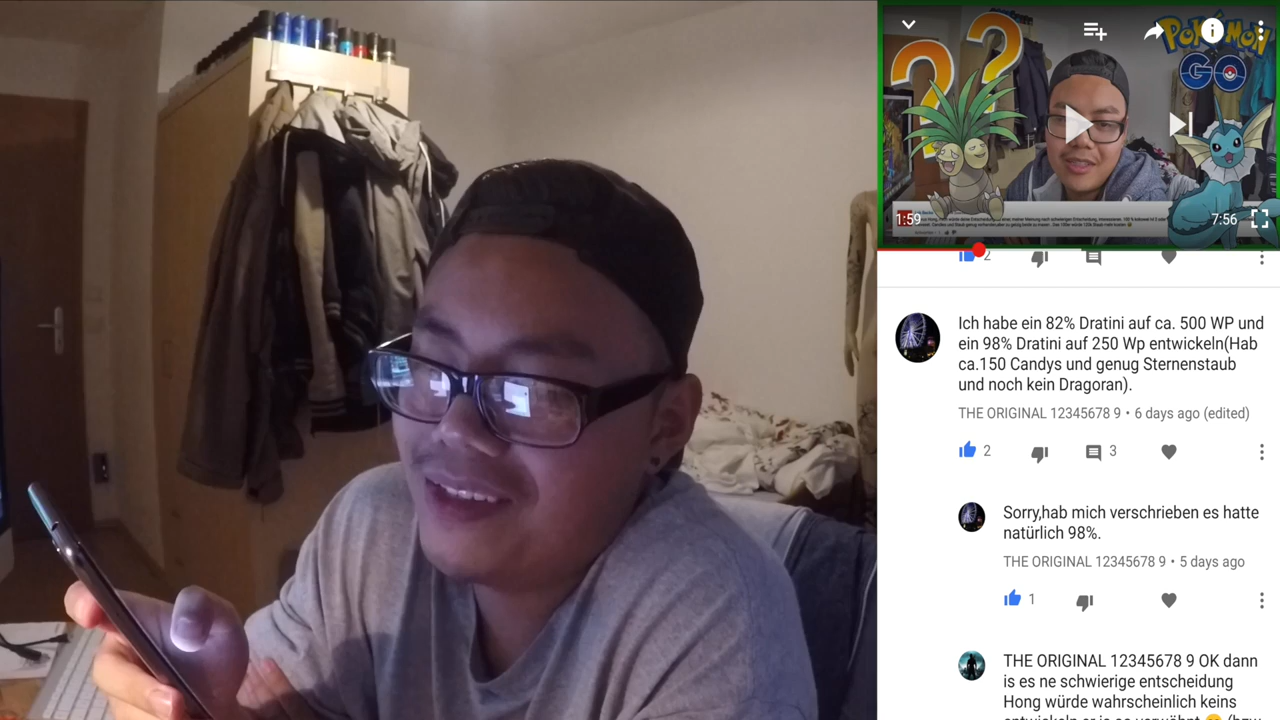 POKÉMON
GO
1:59
7:56
2
Ich habe ein 82% Dratini auf ca. 500 WP und
ein 98% Dratini auf 250 Wp entwickeln(Hab
ca.150 Candys und genug Sternenstaub
und noch kein Dragoran).
THE ORIGINAL 12345678 9 • 6 days ago (edited)
2
3
Sorry,hab mich verschrieben es hatte
natürlich 98%.
THE ORIGINAL 12345678 9 • 5 days ago
1
THE ORIGINAL 12345678 9 OK dann
is es ne schwierige entscheidung
Hong würde wahrscheinlich keins